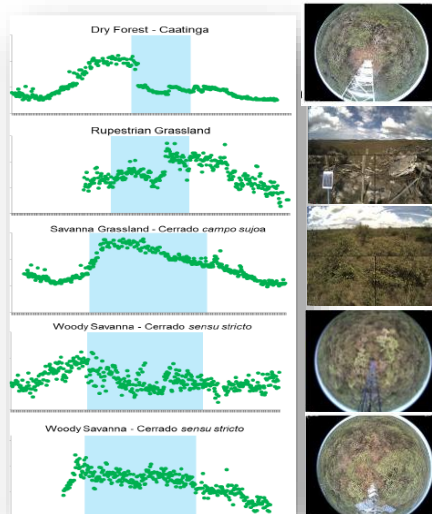 Dry Forest - Caatinga
Rupestrian Grassland
Savanna Grassland - Cerrado campo sujoa
Woody Savanna - Cerrado sensu stricto
Woody Savanna - Cerrado sensu stricto